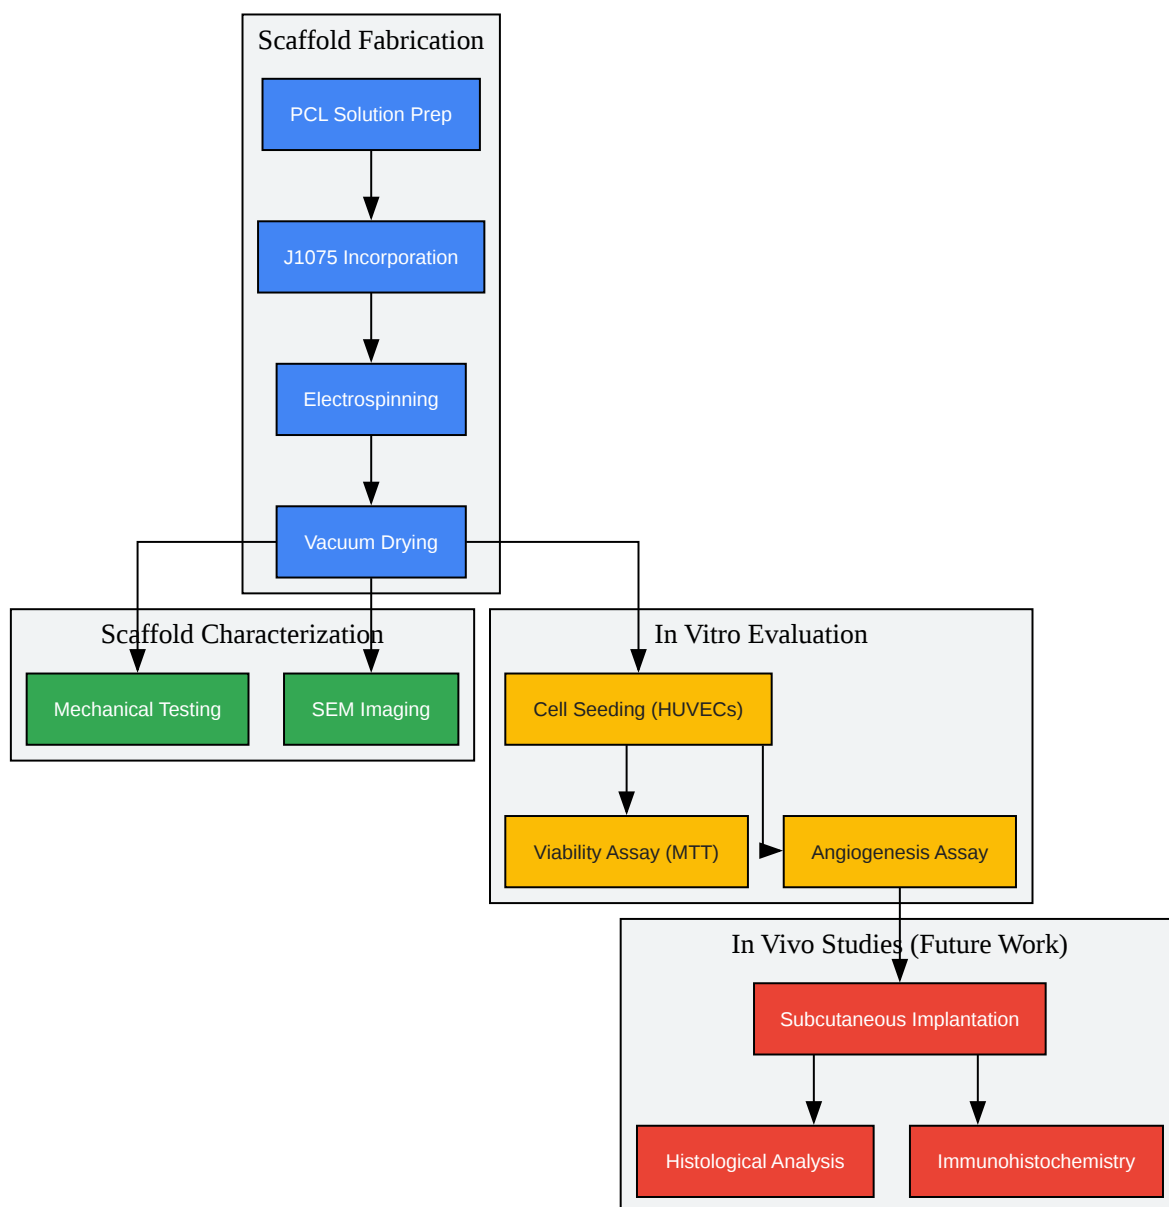 Scaffold Fabrication
PCL Solution Prep
J1075 Incorporation
Electrospinning
Vacuum Drying
Scaffold Characterization
Mechanical Testing
SEM Imaging
In Vitro Evaluation
Cell Seeding (HUVECs)
Viability Assay (MTT)
Angiogenesis Assay
In Vivo Studies (Future Work)
Subcutaneous Implantation
Histological Analysis
Immunohistochemistry